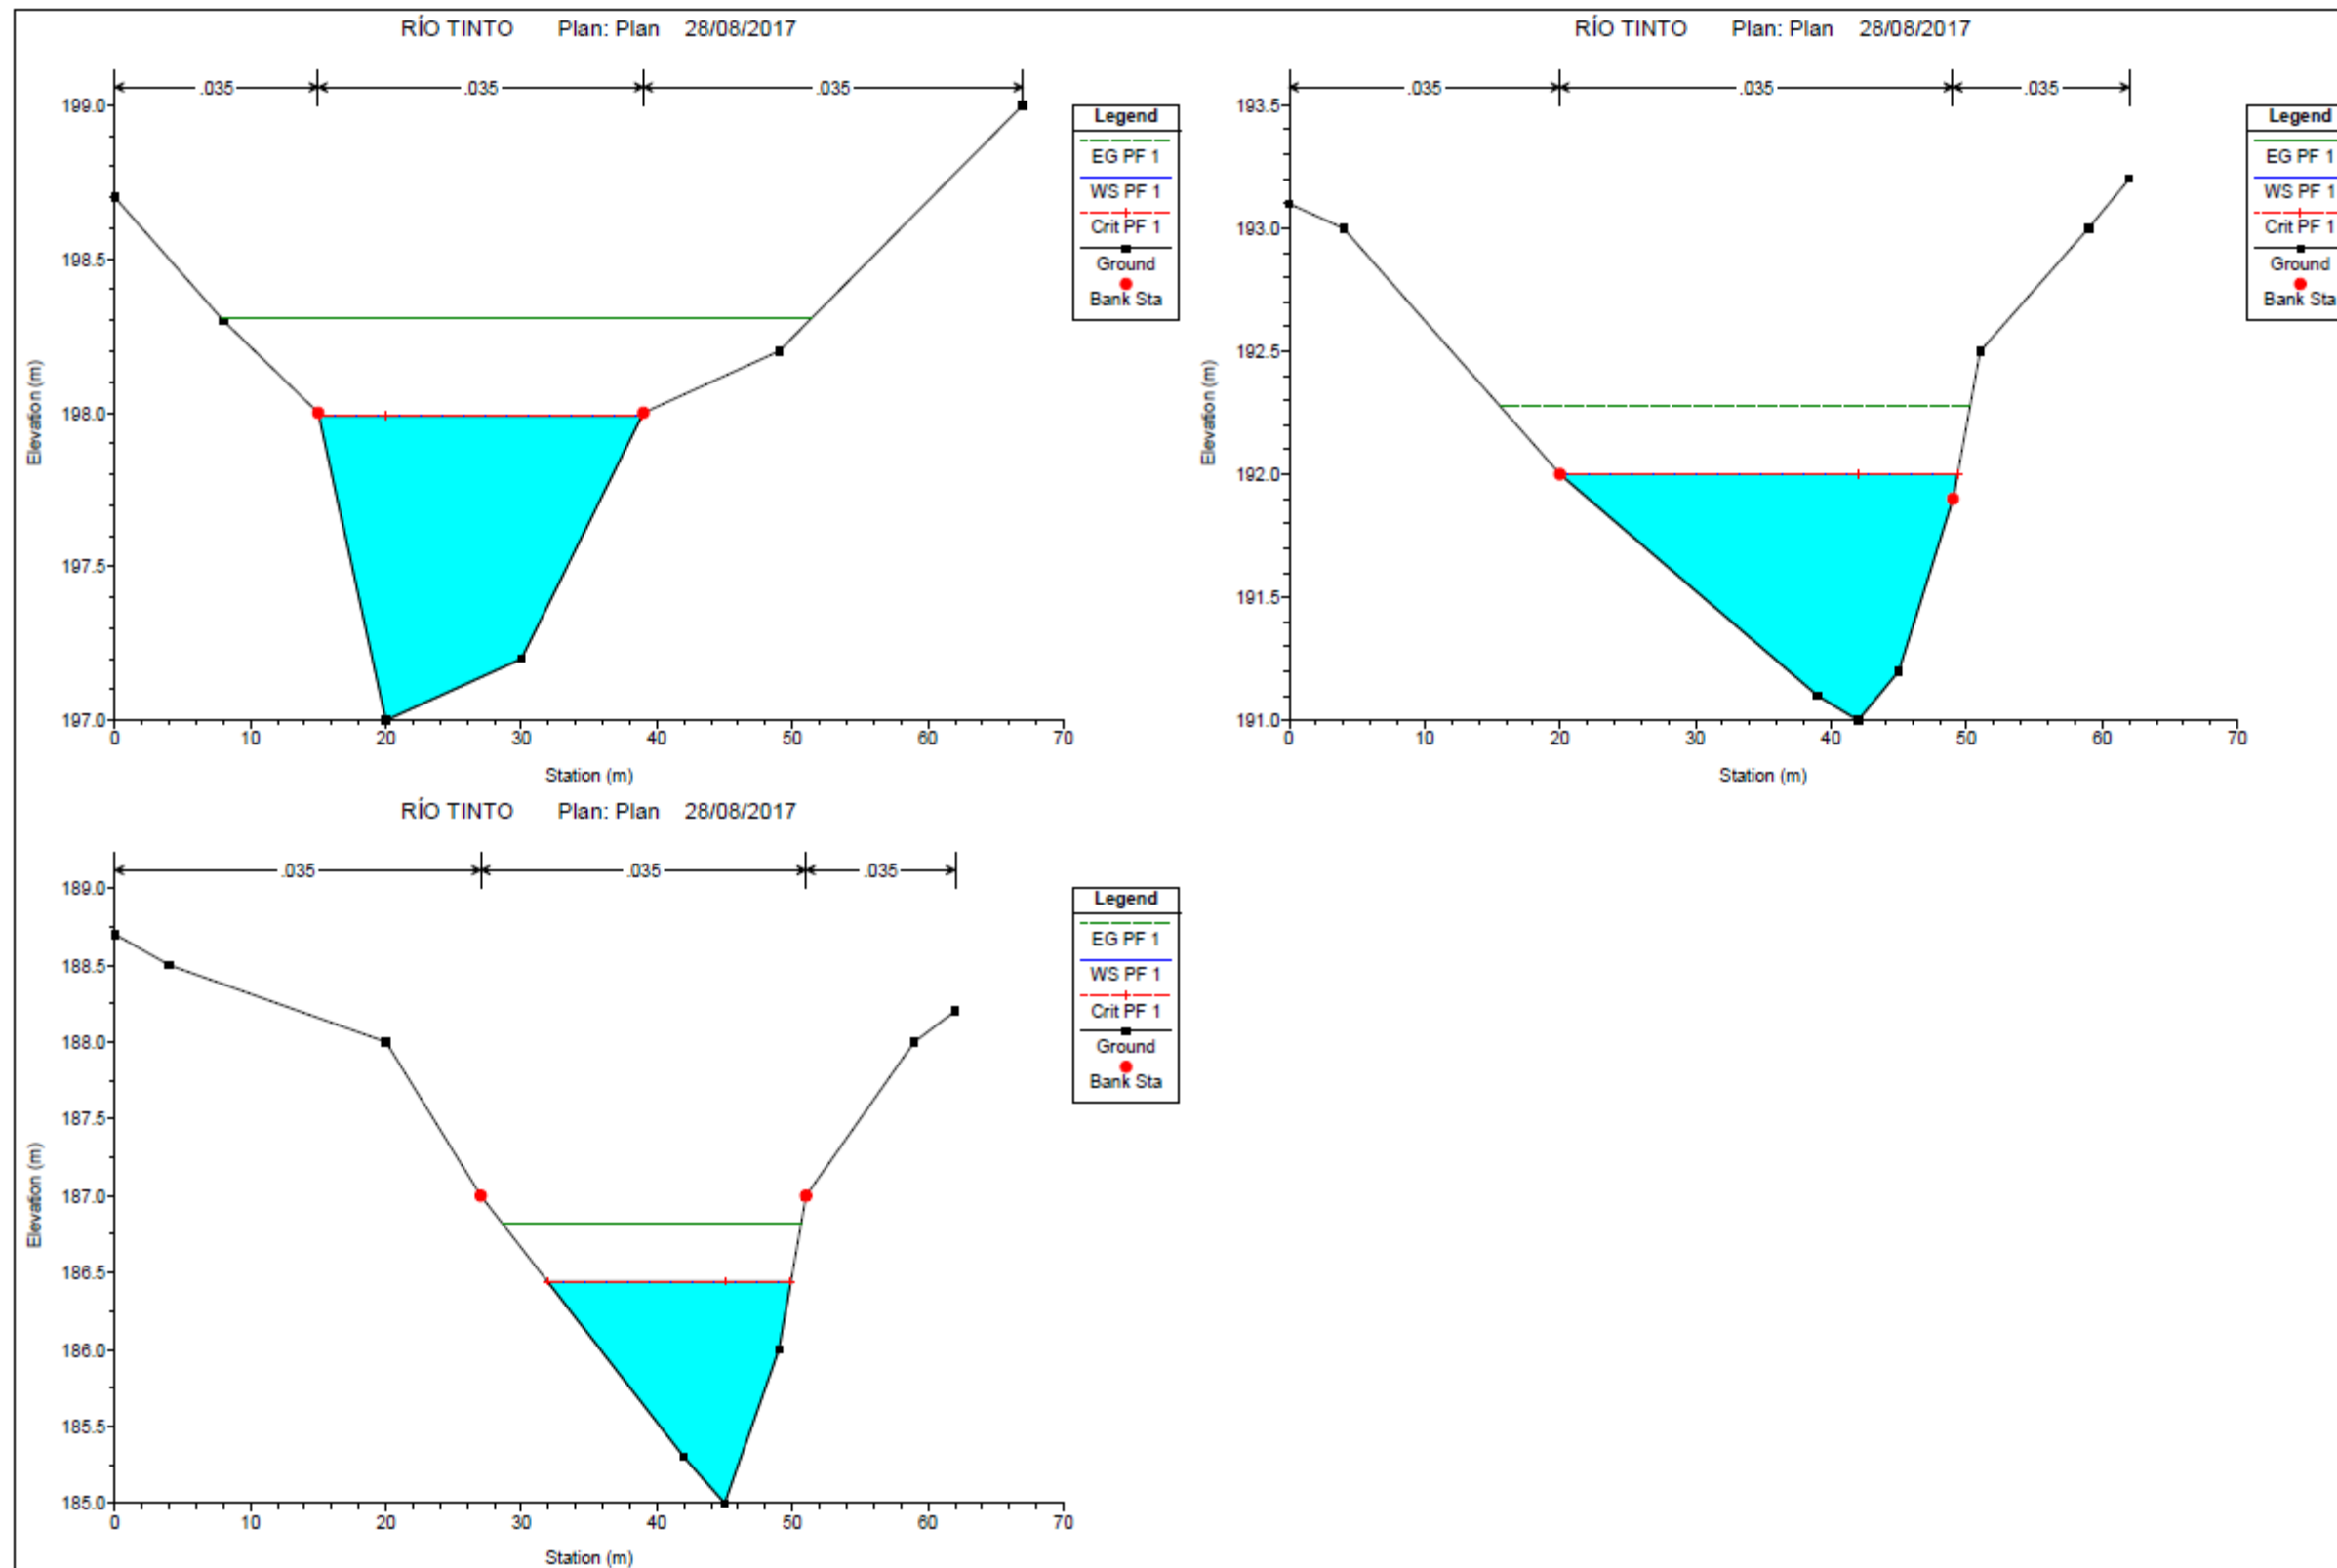 RÍO TINTO Plan: Plan 28/08/2017
.035 .035 .035
Elevation (m)
199.0
198.5
198.0
197.5
197.0
0 10 20 30 40 50 60 70
Station (m)
Legend
EG PF 1
WS PF 1
Crit PF 1
Ground
Bank Sta
RÍO TINTO Plan: Plan 28/08/2017
.035 .035 .035
Elevation (m)
193.5
193.0
192.5
192.0
191.5
191.0
0 10 20 30 40 50 60 70
Station (m)
Legend
EG PF 1
WS PF 1
Crit PF 1
Ground
Bank Sta
RÍO TINTO Plan: Plan 28/08/2017
.035 .035 .035
Elevation (m)
189.0
188.5
188.0
187.5
187.0
186.5
186.0
185.5
185.0
0 10 20 30 40 50 60 70
Station (m)
Legend
EG PF 1
WS PF 1
Crit PF 1
Ground
Bank Sta